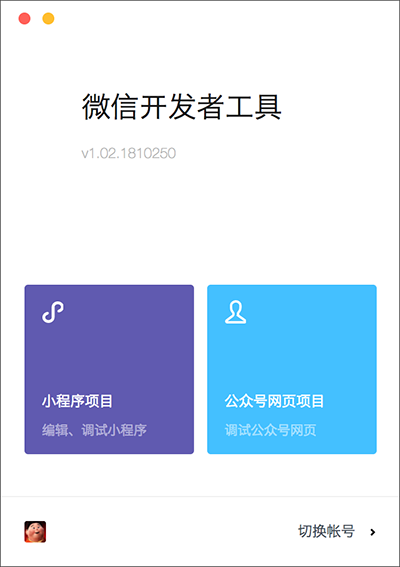 微信开发者工具
v1.02.1810250
小程序项目
编辑、调试小程序
公众号网页项目
调试公众号网页
切换帐号